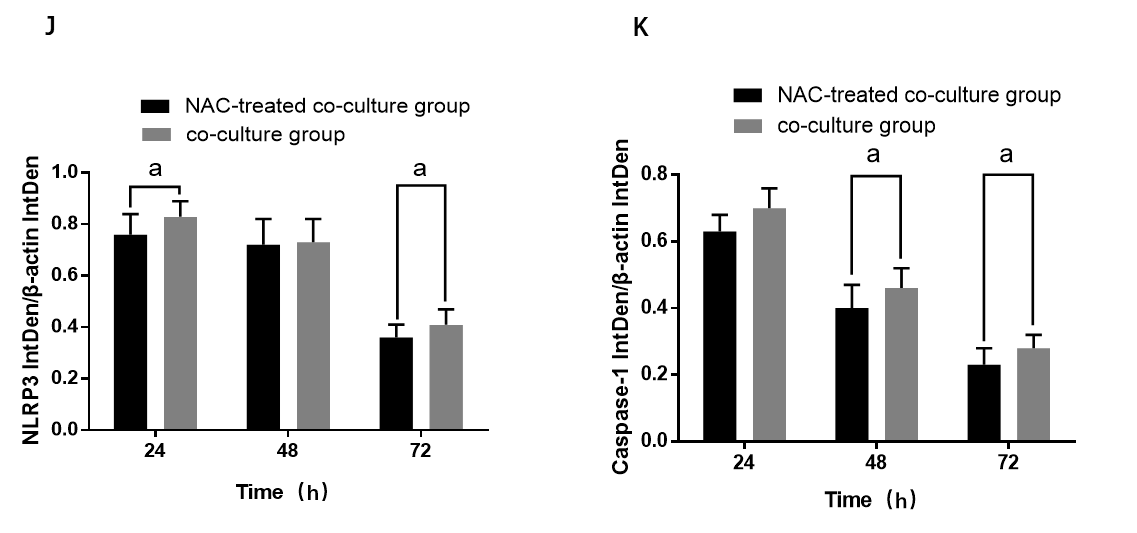 J
NAC-treated co-culture group
co-culture group
NLRP3 IntDen/β-actin IntDen
1.0
0.8
0.6
0.4
0.2
0.0
a
a
24
48
72
Time（h）
K
NAC-treated co-culture group
co-culture group
Caspase-1 IntDen/β-actin IntDen
0.8
0.6
0.4
0.2
0.0
a
a
24
48
72
Time（h）